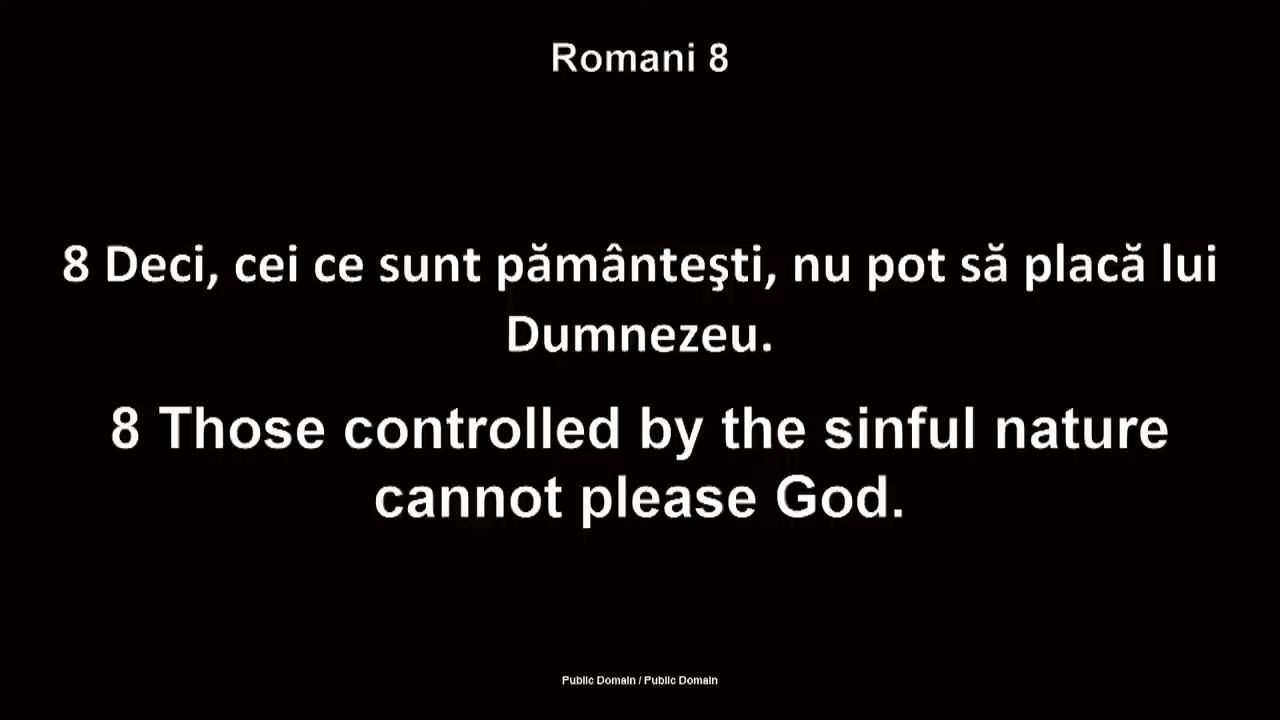 Romani 8
8 Deci, cei ce sunt pământeşti, nu pot să placă lui
Dumnezeu.
8 Those controlled by the sinful nature
cannot please God.
Public Domain / Public Domain